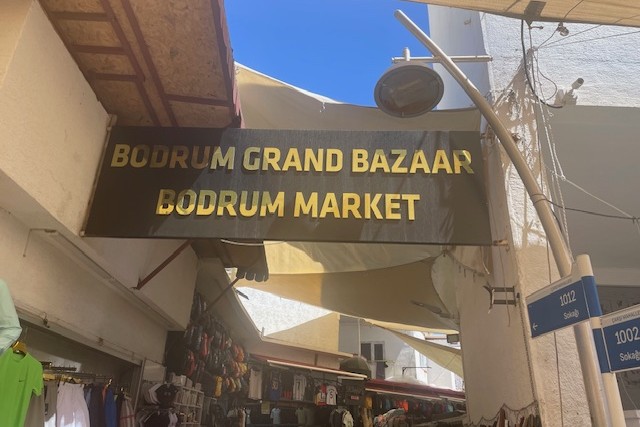 BODRUM GRAND BAZAAR
BODRUM MARKET
1012
Sokağı
1002
Sokağı